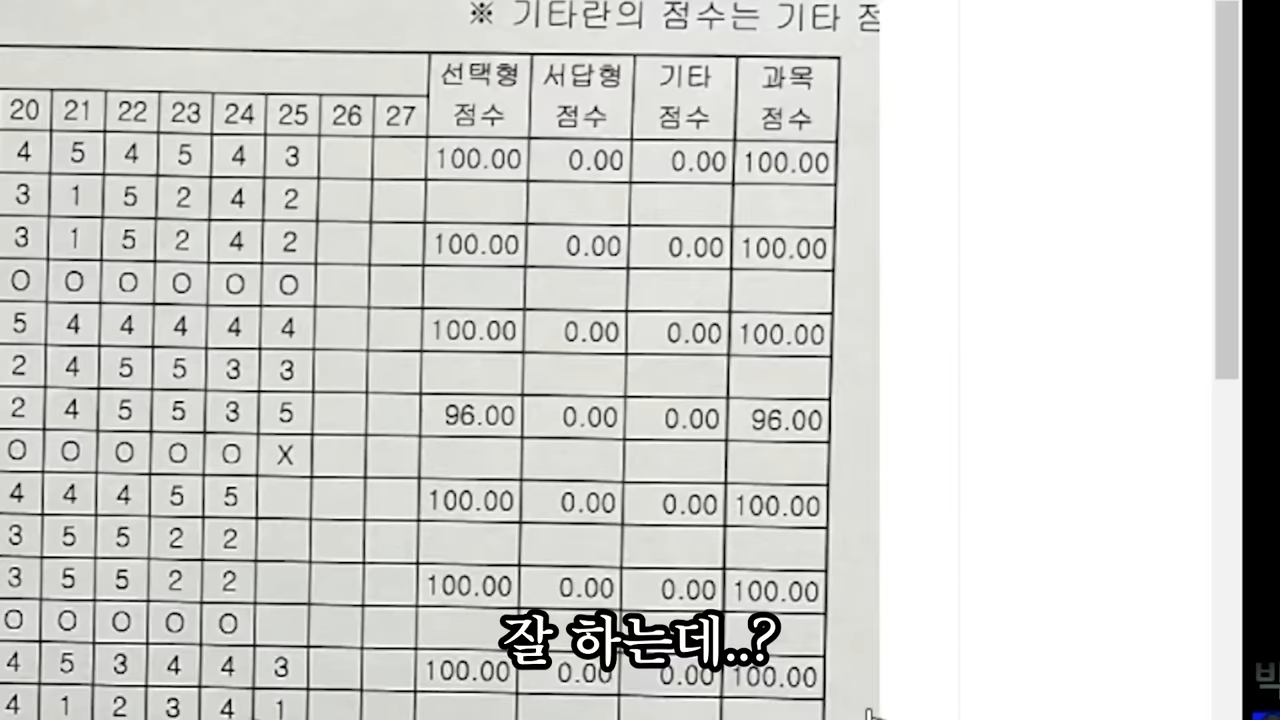 ※ 기타란의 점수는 기타 점
선택형 서답형 기타 과목
20 21 22 23 24 25 26 27 점수 점수 점수 점수
4 5 4 5 4 3 100.00 0.00 0.00 100.00
3 1 5 2 4 2
3 1 5 2 4 2 100.00 0.00 0.00 100.00
O O O O O O
5 4 4 4 4 4 100.00 0.00 0.00 100.00
2 4 5 5 3 3
2 4 5 5 3 5 96.00 0.00 0.00 96.00
O O O O O X
4 4 4 5 5 100.00 0.00 0.00 100.00
3 5 5 2 2
3 5 5 2 2 100.00 0.00 0.00 100.00
O O O O O
잘 하는데..?
4 5 3 4 4 3 100.00 0.00 0.00 100.00
4 1 2 3 4 1